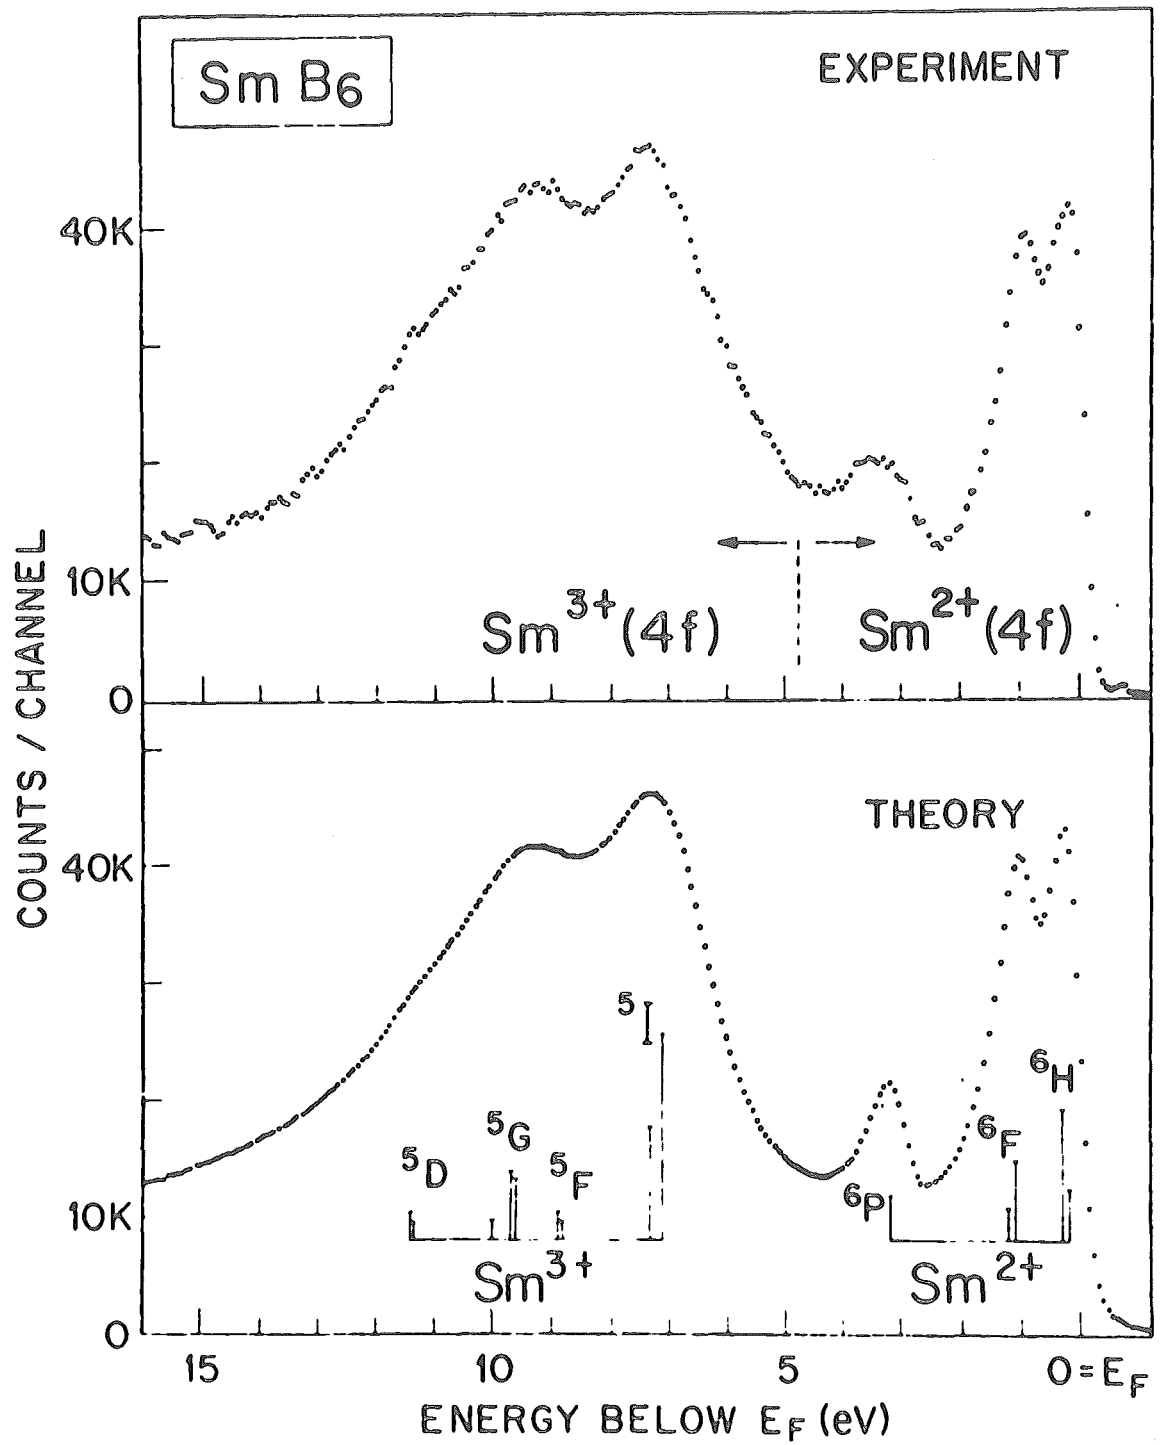 Sm B6
EXPERIMENT
40K
10K
Sm3+(4f)
Sm2+(4f)
0
COUNTS / CHANNEL
THEORY
40K
5I
6H
5G
6F
5D
5F
6P
10K
Sm3+
Sm2+
0
15 10 5 0=EF
ENERGY BELOW EF (eV)